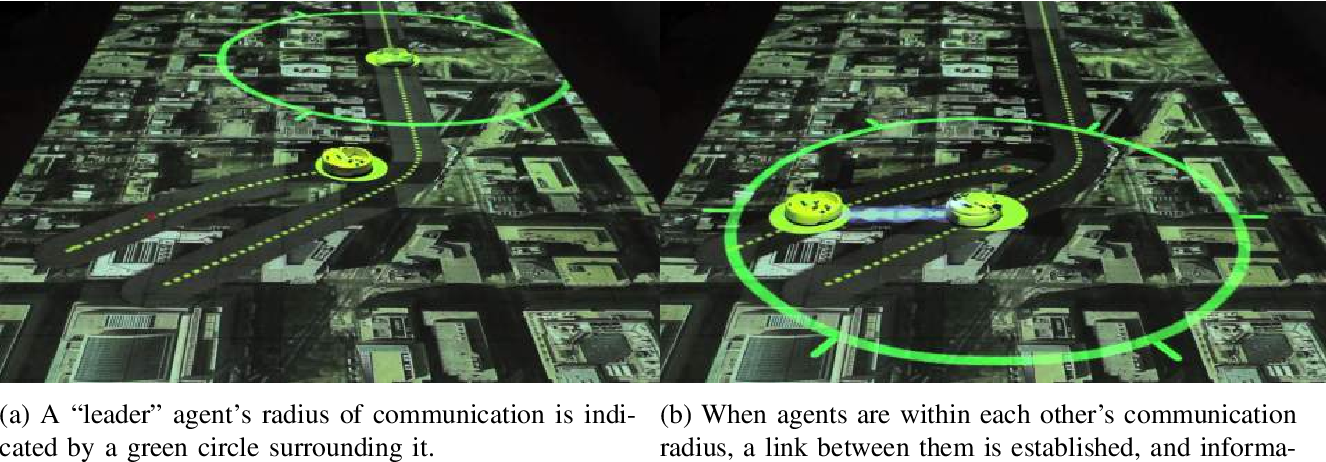 (a) A “leader” agent’s radius of communication is indi-
cated by a green circle surrounding it.
(b) When agents are within each other’s communication
radius, a link between them is established, and informa-